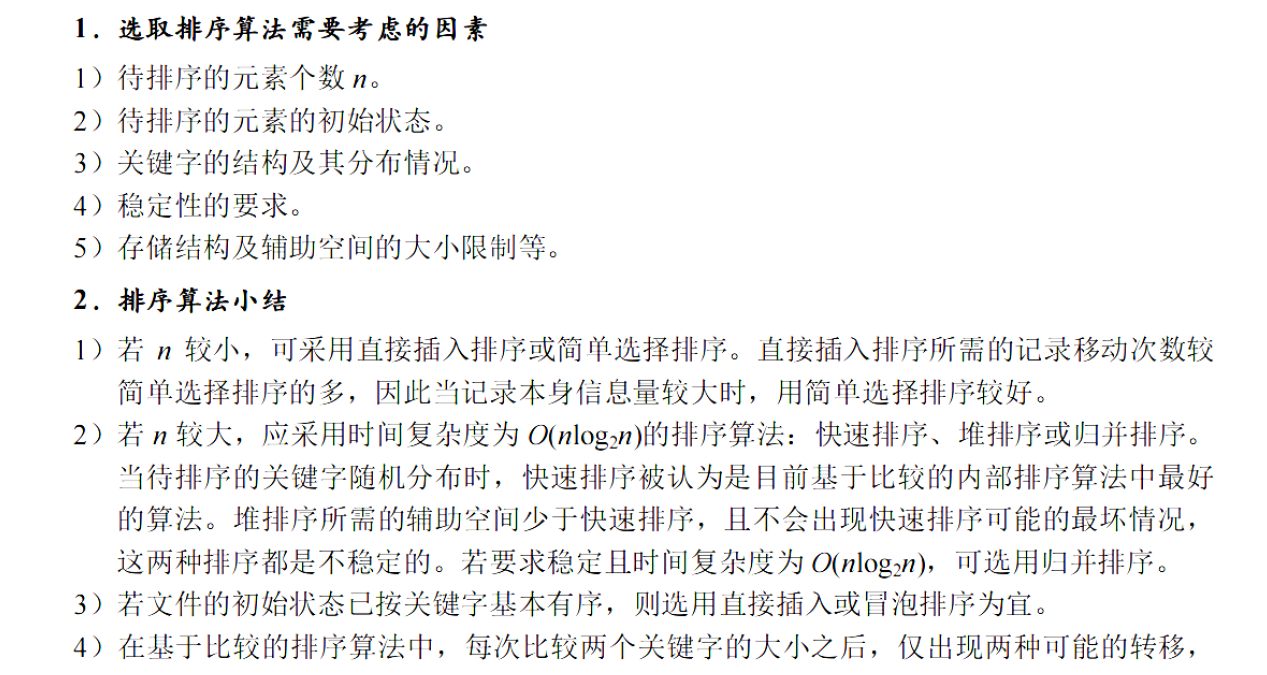 1．选取排序算法需要考虑的因素
1）待排序的元素个数 n。
2）待排序的元素的初始状态。
3）关键字的结构及其分布情况。
4）稳定性的要求。
5）存储结构及辅助空间的大小限制等。
2．排序算法小结
1）若 n 较小，可采用直接插入排序或简单选择排序。直接插入排序所需的记录移动次数较
简单选择排序的多，因此当记录本身信息量较大时，用简单选择排序较好。
2）若 n 较大，应采用时间复杂度为 O(nlog₂n)的排序算法：快速排序、堆排序或归并排序。
当待排序的关键字随机分布时，快速排序被认为是目前基于比较的内部排序算法中最好
的算法。堆排序所需的辅助空间少于快速排序，且不会出现快速排序可能的最坏情况，
这两种排序都是不稳定的。若要求稳定且时间复杂度为 O(nlog₂n)，可选用归并排序。
3）若文件的初始状态已按关键字基本有序，则选用直接插入或冒泡排序为宜。
4）在基于比较的排序算法中，每次比较两个关键字的大小之后，仅出现两种可能的转移，